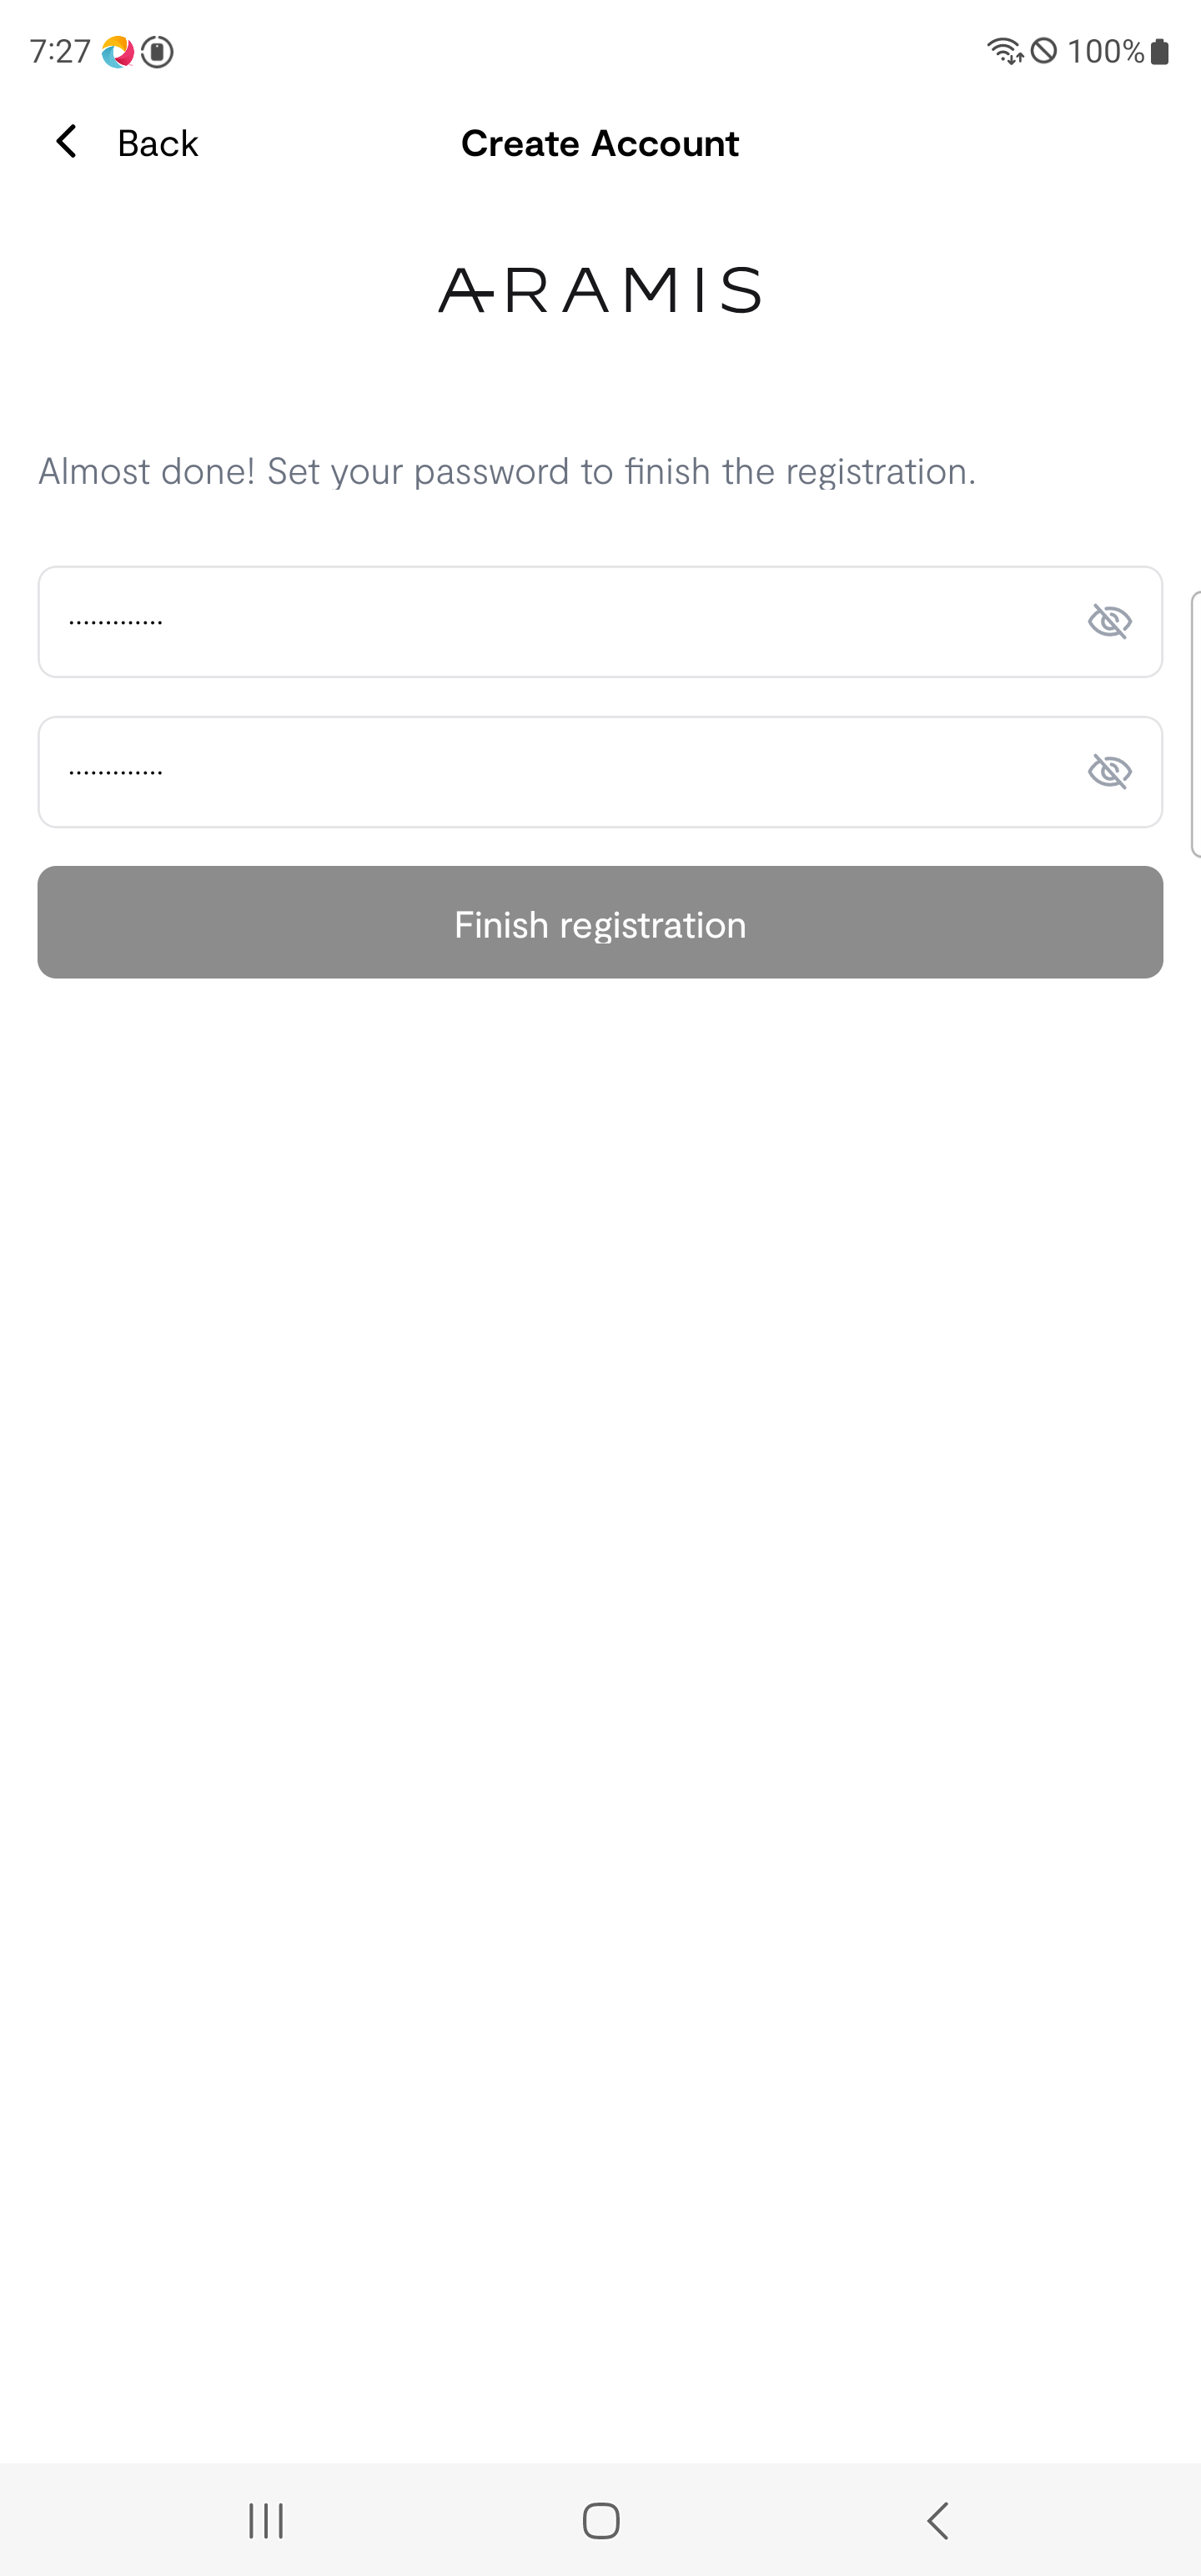 7:27
100%
Back
Create Account
ARAMIS
Almost done! Set your password to finish the registration.
•••••••••••••
•••••••••••••
Finish registration